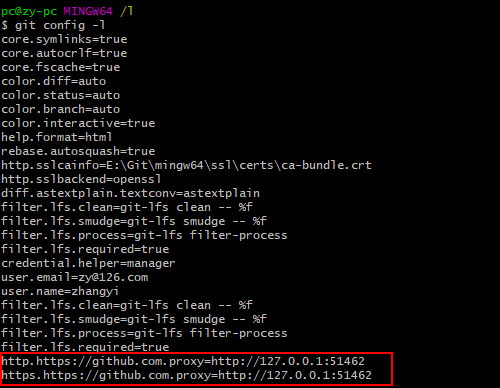 pc@zy-pc MINGW64 /l
$ git config -l
core.symlinks=true
core.autocrlf=true
core.fscache=true
color.diff=auto
color.status=auto
color.branch=auto
color.interactive=true
help.format=html
rebase.autosquash=true
http.sslcainfo=E:\Git\mingw64\ssl\certs\ca-bundle.crt
http.sslbackend=openssl
diff.astextplain.textconv=astextplain
filter.lfs.clean=git-lfs clean -- %f
filter.lfs.smudge=git-lfs smudge -- %f
filter.lfs.process=git-lfs filter-process
filter.lfs.required=true
credential.helper=manager
user.email=zy@126.com
user.name=zhangyi
filter.lfs.clean=git-lfs clean -- %f
filter.lfs.smudge=git-lfs smudge -- %f
filter.lfs.process=git-lfs filter-process
filter.lfs.required=true
http.https://github.com.proxy=http://127.0.0.1:51462
https.https://github.com.proxy=http://127.0.0.1:51462